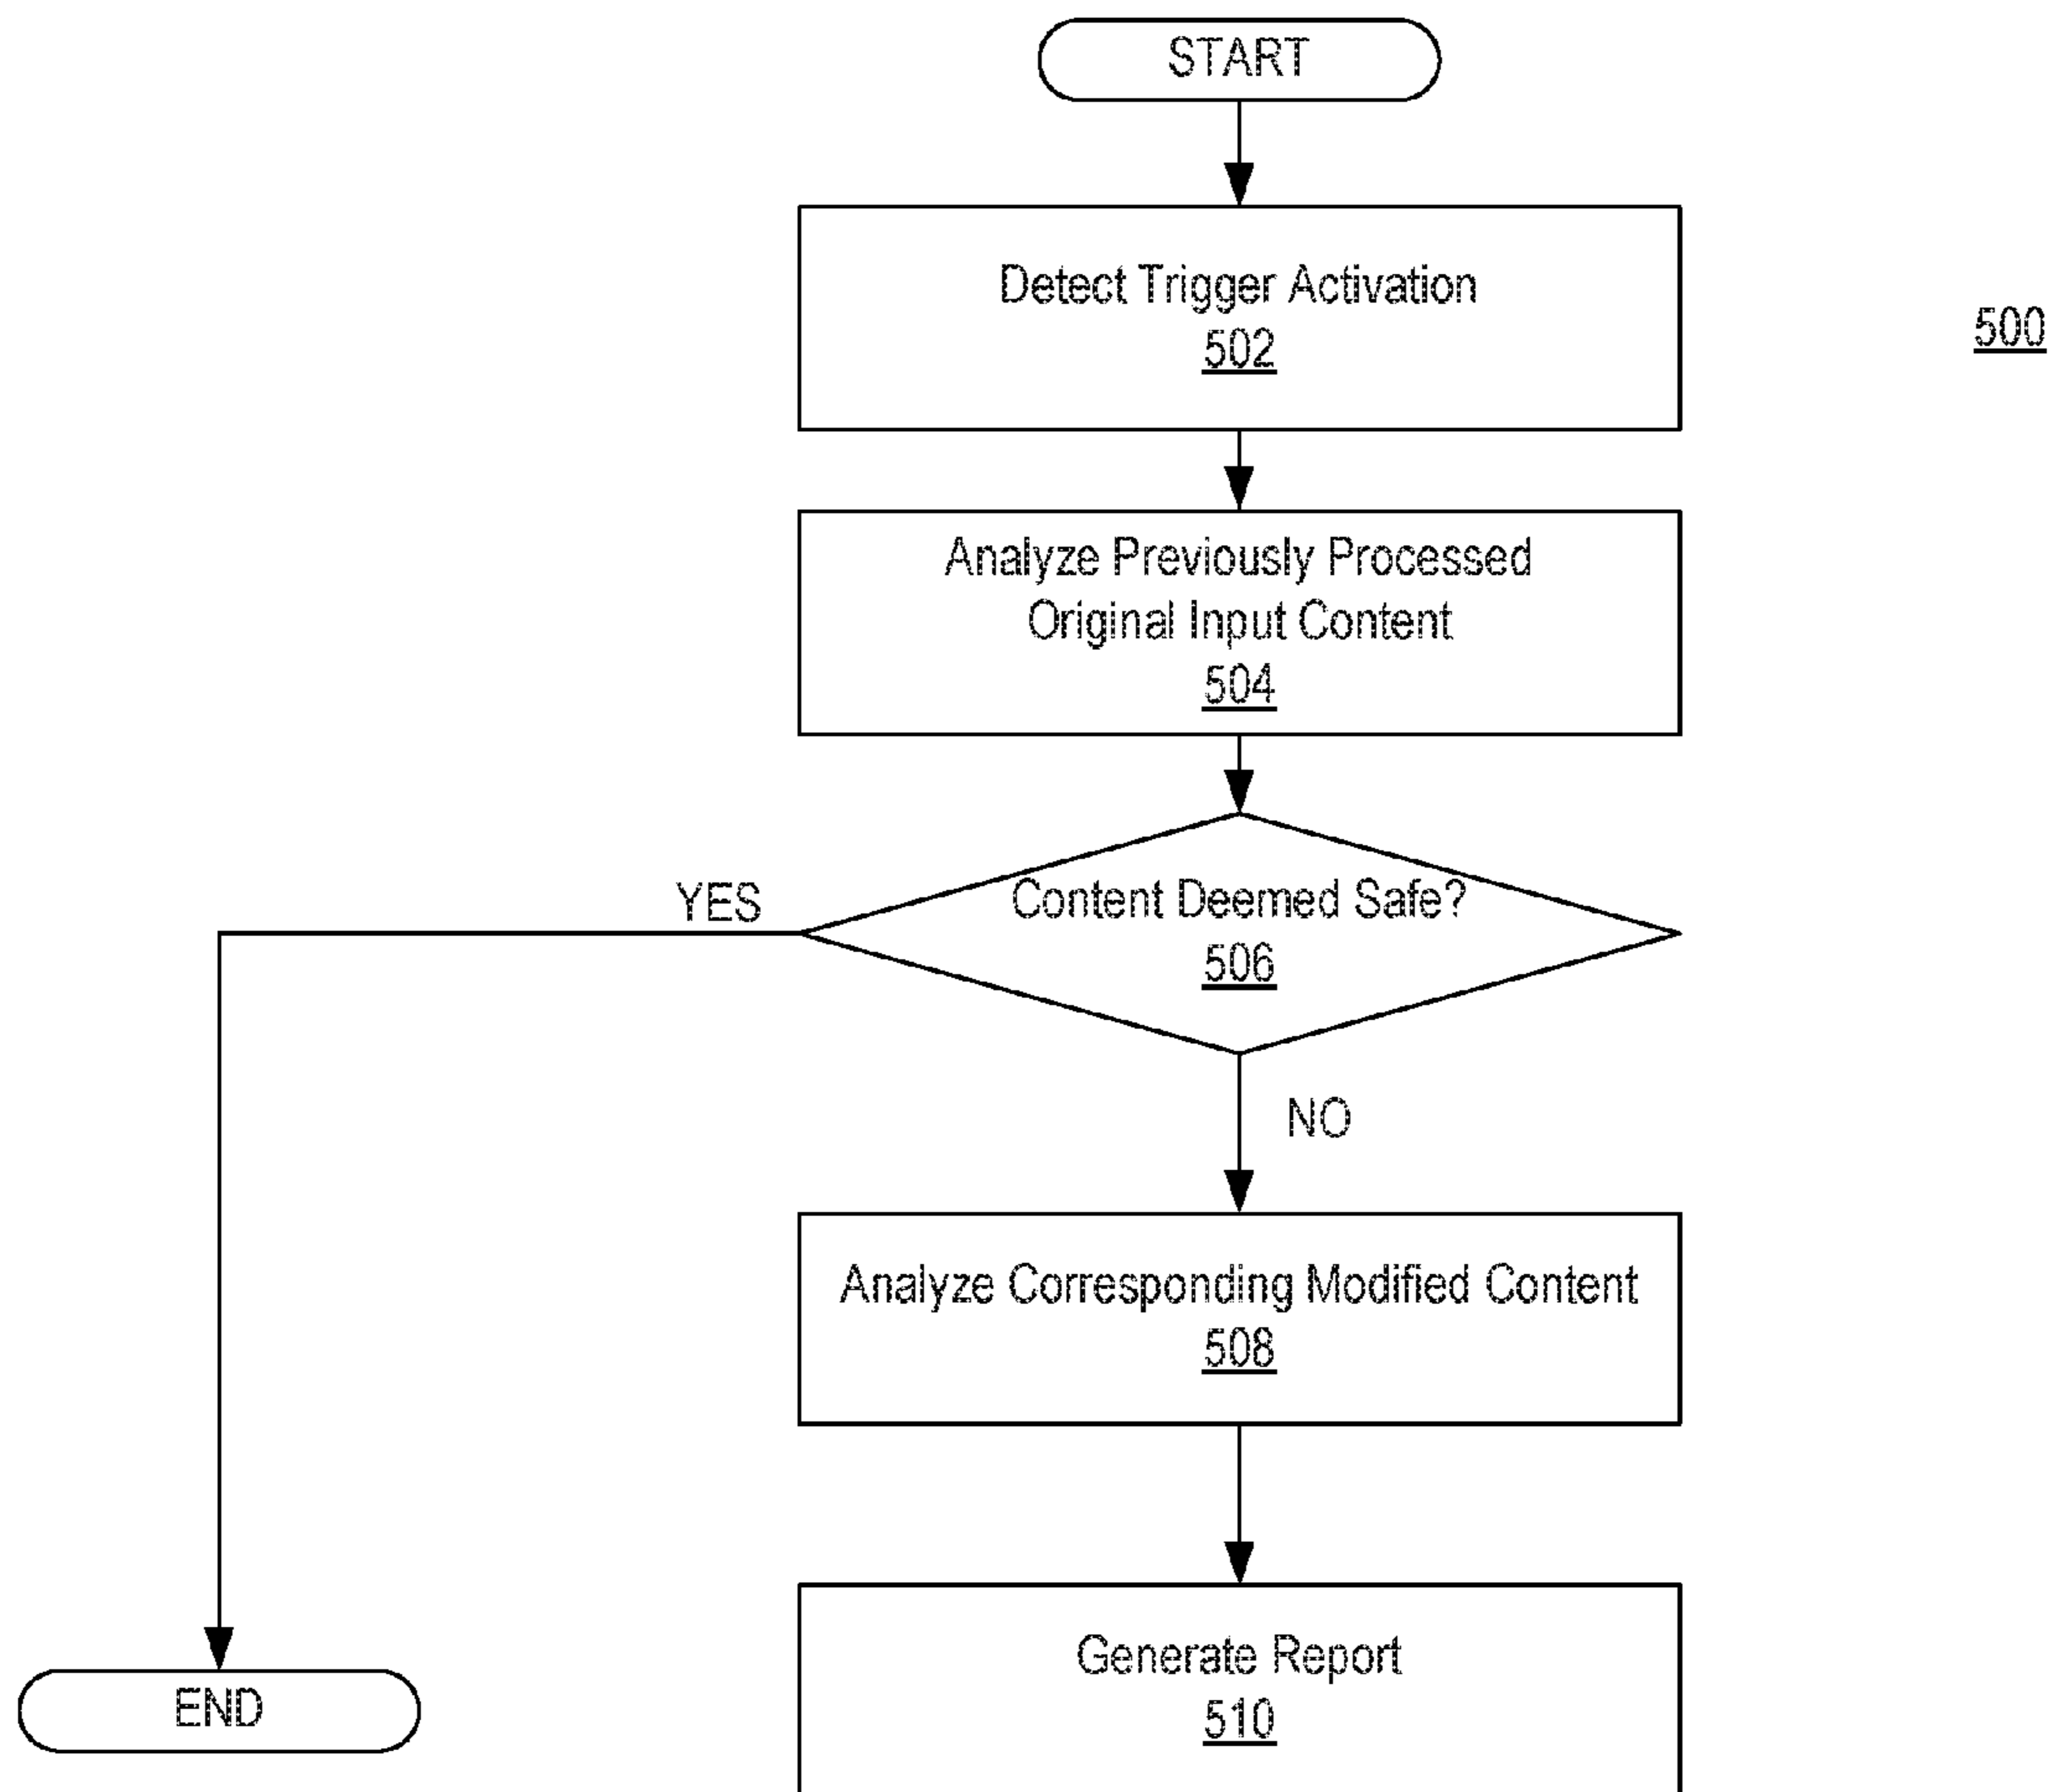 START
Detect Trigger Activation
502
500
Analyze Previously Processed
Original Input Content
504
YES
Content Deemed Safe?
506
NO
Analyze Corresponding Modified Content
508
Generate Report
510
END